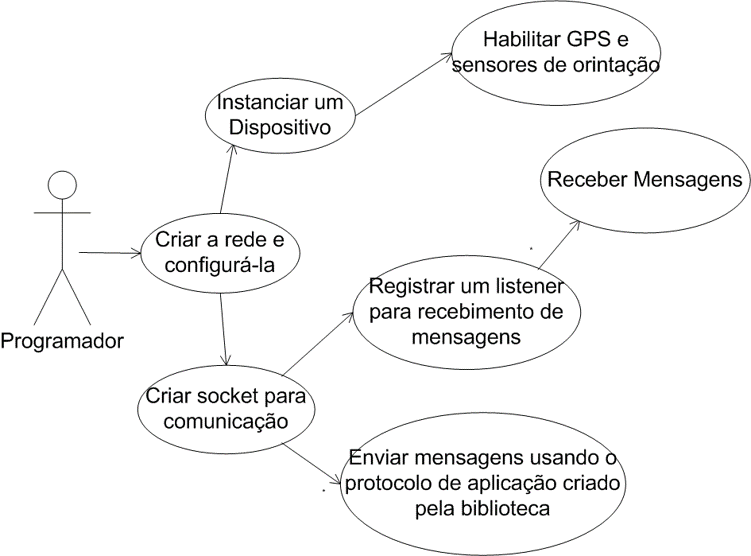 Habilitar GPS e
sensores de orintação
Instanciar um
Dispositivo
Receber Mensagens
Criar a rede e
configurá-la
Registrar um listener
para recebimento de
mensagens
Programador
Criar socket para
comunicação
Enviar mensagens usando o
protocolo de aplicação criado
pela biblioteca